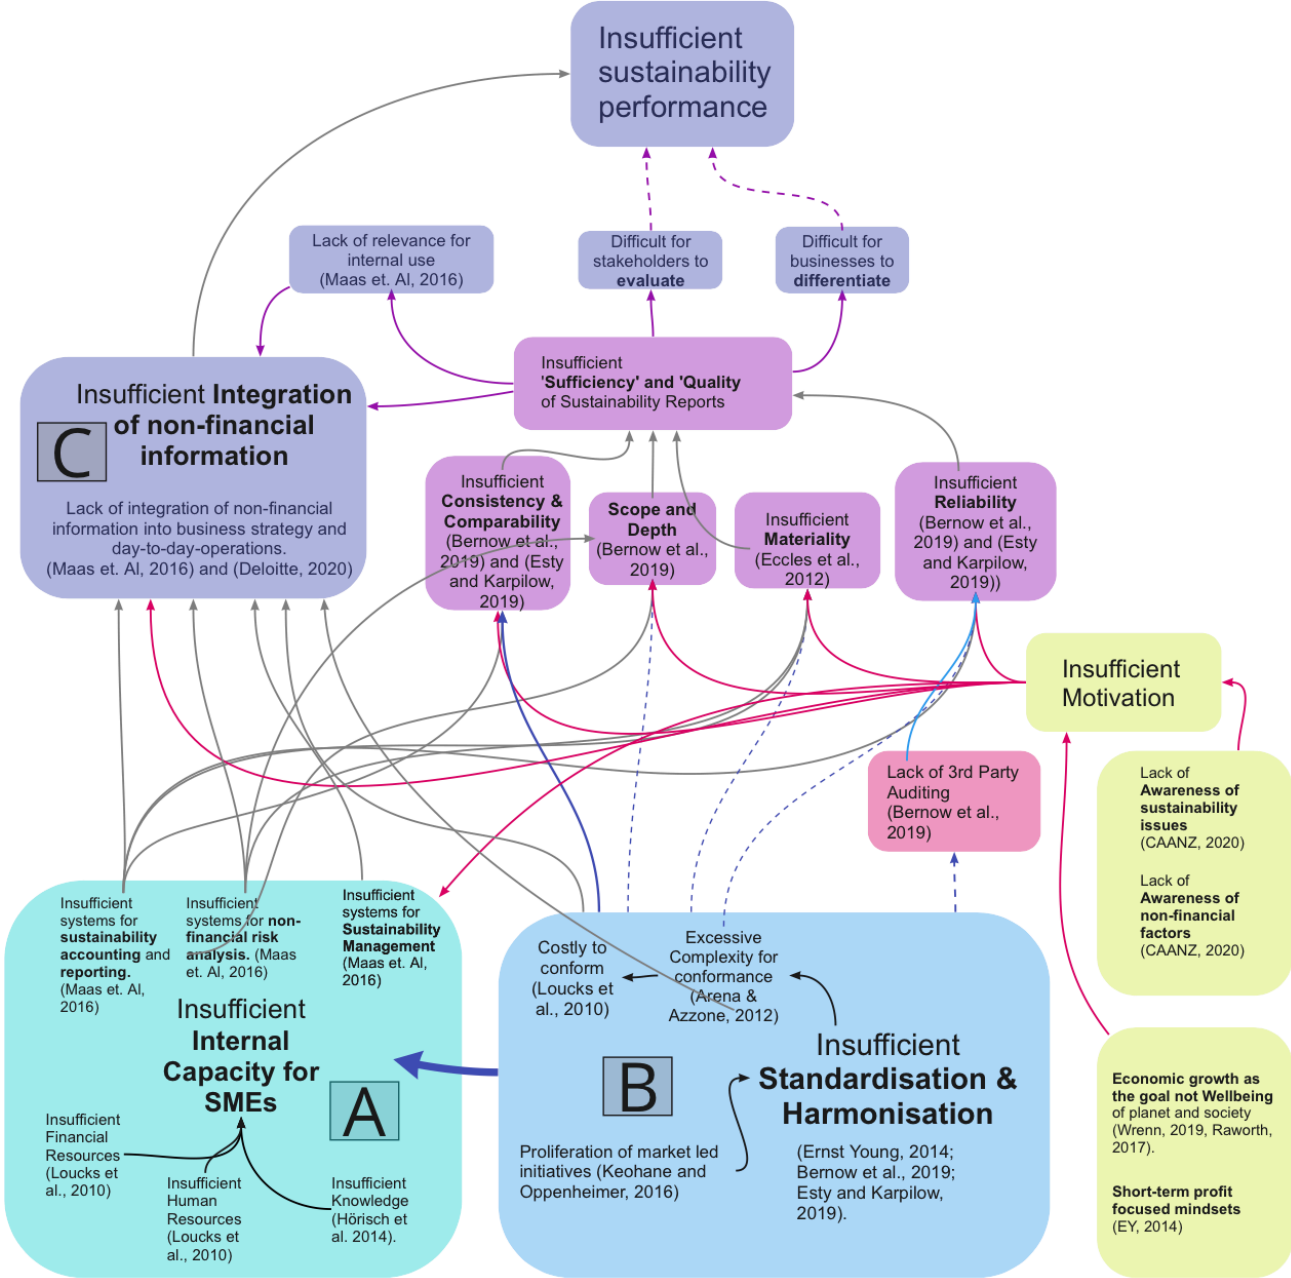 Insufficient
sustainability
performance
Lack of relevance for
internal use
(Maas et. Al, 2016)
Difficult for
stakeholders to
evaluate
Difficult for
businesses to
differentiate
Insufficient
'Sufficiency' and 'Quality
of Sustainability Reports
Insufficient Integration
of non-financial
information
C
Lack of integration of non-financial
information into business strategy and
day-to-day-operations.
(Maas et. Al, 2016) and (Deloitte, 2020)
Insufficient
Consistency &
Comparability
(Bernow et al.,
2019) and (Esty
and Karpilow,
2019)
Scope and
Depth
(Bernow et al.,
2019)
Insufficient
Materiality
(Eccles et al.,
2012)
Insufficient
Reliability
(Bernow et al.,
2019) and (Esty
and Karpilow,
2019))
Insufficient
Motivation
Lack of 3rd Party
Auditing
(Bernow et al.,
2019)
Lack of
Awareness of
sustainability
issues
(CAANZ, 2020)
Lack of
Awareness of
non-financial
factors
(CAANZ, 2020)
Insufficient
systems for
sustainability
accounting and
reporting.
(Maas et. Al,
2016)
Insufficient
systems for non-
financial risk
analysis. (Maas
et. Al, 2016)
Insufficient
systems for
Sustainability
Management
(Maas et. Al,
2016)
Insufficient
Internal
Capacity for
SMEs
A
Insufficient
Financial
Resources
(Loucks et
al., 2010)
Insufficient
Human
Resources
(Loucks et
al., 2010)
Insufficient
Knowledge
(Hörisch et
al. 2014).
Costly to
conform
(Loucks et
al., 2010)
Excessive
Complexity for
conformance
(Arena &
Azzone, 2012)
B
Insufficient
Standardisation &
Harmonisation
(Ernst Young, 2014;
Bernow et al., 2019;
Esty and Karpilow,
2019).
Proliferation of market led
initiatives (Keohane and
Oppenheimer, 2016)
Economic growth as
the goal not Wellbeing
of planet and society
(Wrenn, 2019, Raworth,
2017).
Short-term profit
focused mindsets
(EY, 2014)